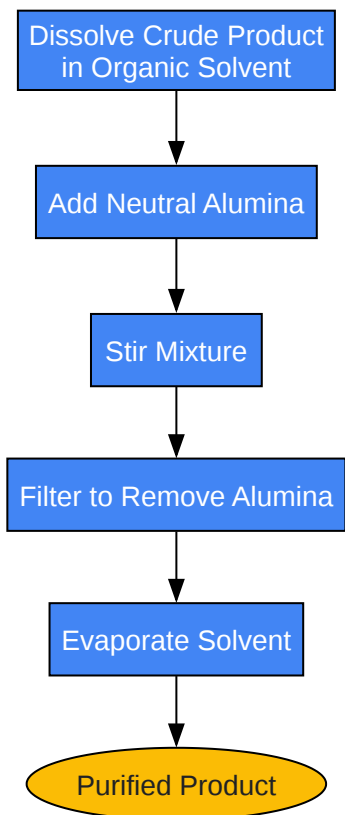 Dissolve Crude Product
in Organic Solvent
Add Neutral Alumina
Stir Mixture
Filter to Remove Alumina
Evaporate Solvent
Purified Product